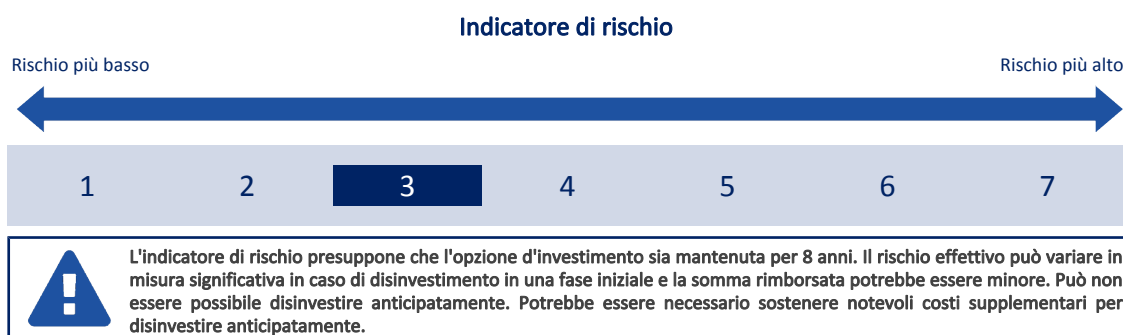 Indicatore di rischio
Rischio più basso
Rischio più alto
1 2 3 4 5 6 7
L'indicatore di rischio presuppone che l'opzione d'investimento sia mantenuta per 8 anni. Il rischio effettivo può variare in
misura significativa in caso di disinvestimento in una fase iniziale e la somma rimborsata potrebbe essere minore. Può non
essere possibile disinvestire anticipatamente. Potrebbe essere necessario sostenere notevoli costi supplementari per
disinvestire anticipatamente.